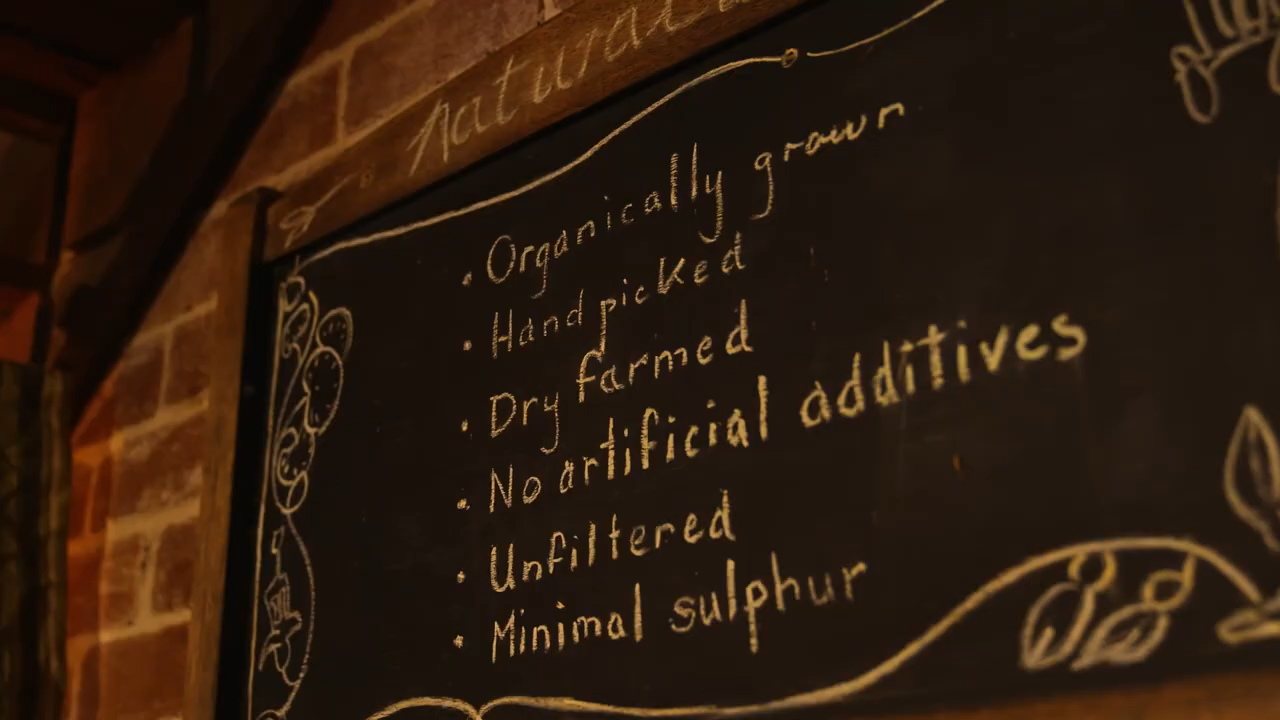 Organically grown
Hand picked
Dry farmed
No artificial additives
Unfiltered
Minimal sulphur